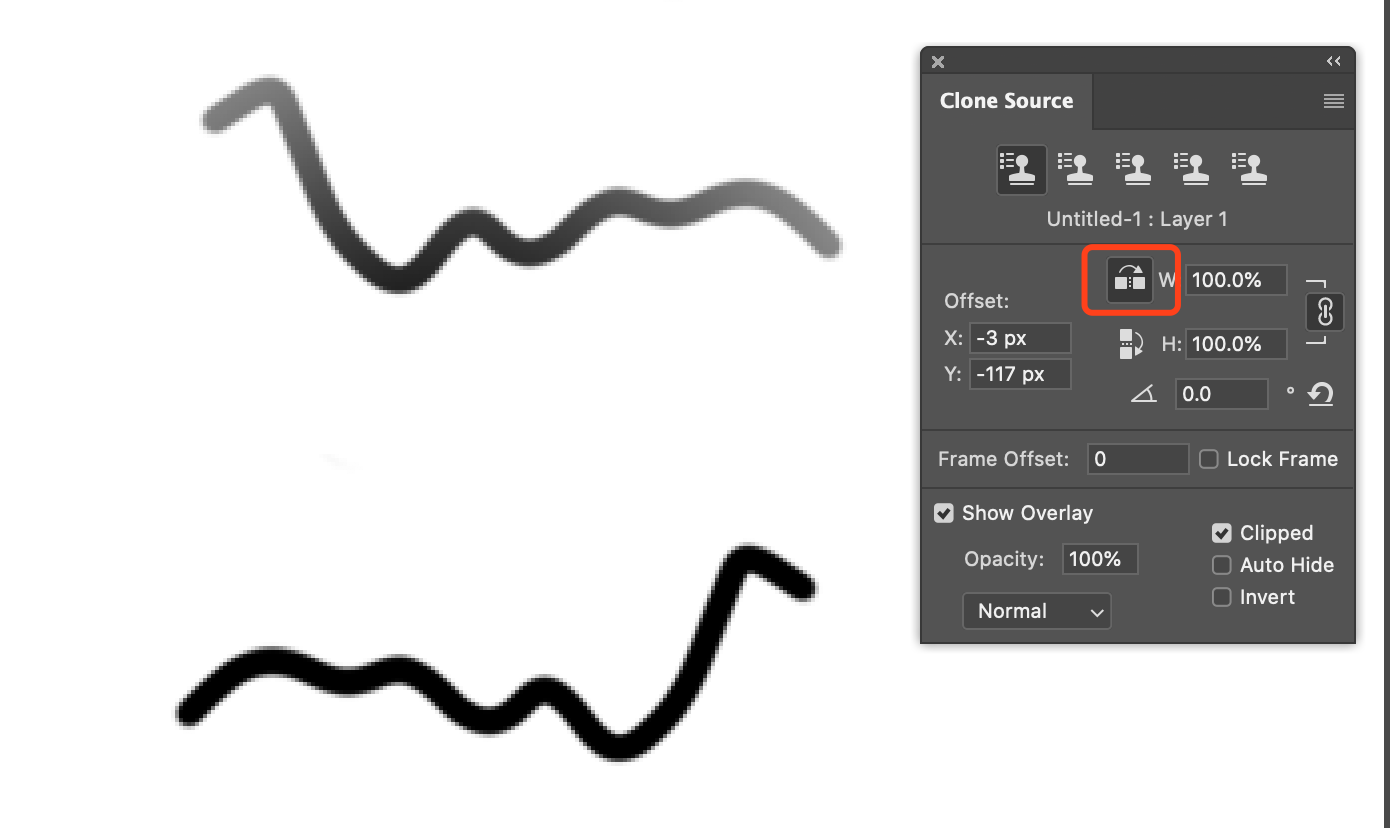 Clone Source
Untitled-1 : Layer 1
W 100.0%
Offset:
X: -3 px
H: 100.0%
Y: -117 px
0.0 °
Frame Offset: 0 Lock Frame
Show Overlay
Clipped
Opacity: 100%
Auto Hide
Invert
Normal